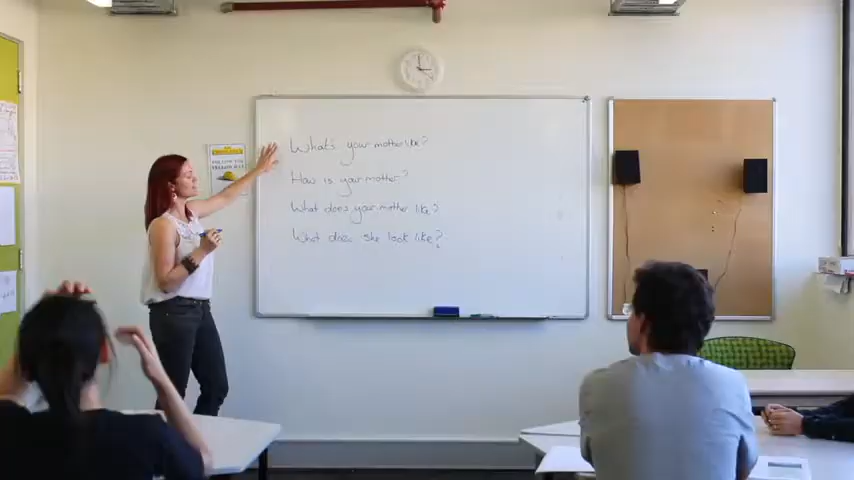 What's your mother like?
How is your mother?
What does your mother like?
What does she look like?